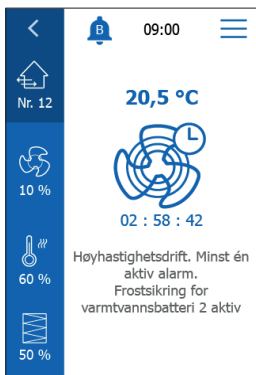 B
09:00
Nr. 12
20,5 °C
10 %
02 : 58 : 42
60 %
Høyhastighetsdrift. Minst én
aktiv alarm.
Frostsikring for
varmtvannsbatteri 2 aktiv
50 %